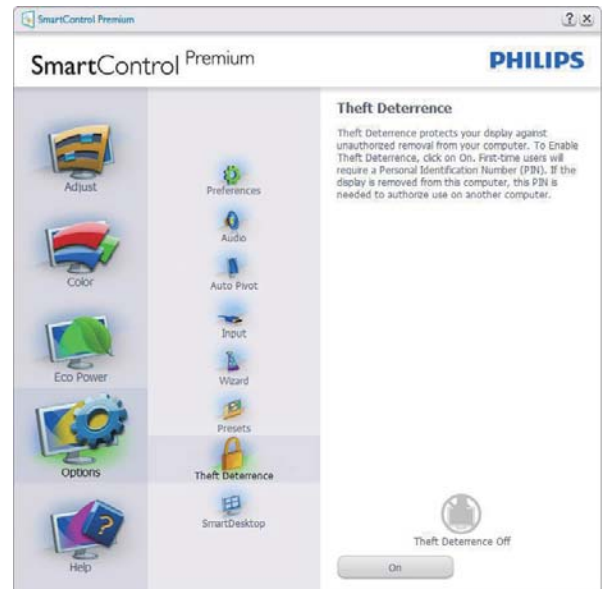 SmartControl Premium
SmartControl Premium
PHILIPS
Adjust
Color
Eco Power
Options
Help
Preferences
Audio
Auto Pivot
Input
Wizard
Presets
Theft Deterrence
SmartDesktop
Theft Deterrence
Theft Deterrence protects your display against
unauthorized removal from your computer. To Enable
Theft Deterrence, click on On. First-time users will
require a Personal Identification Number (PIN). If the
display is removed from this computer, this PIN is
needed to authorize use on another computer.
Theft Deterrence Off
On